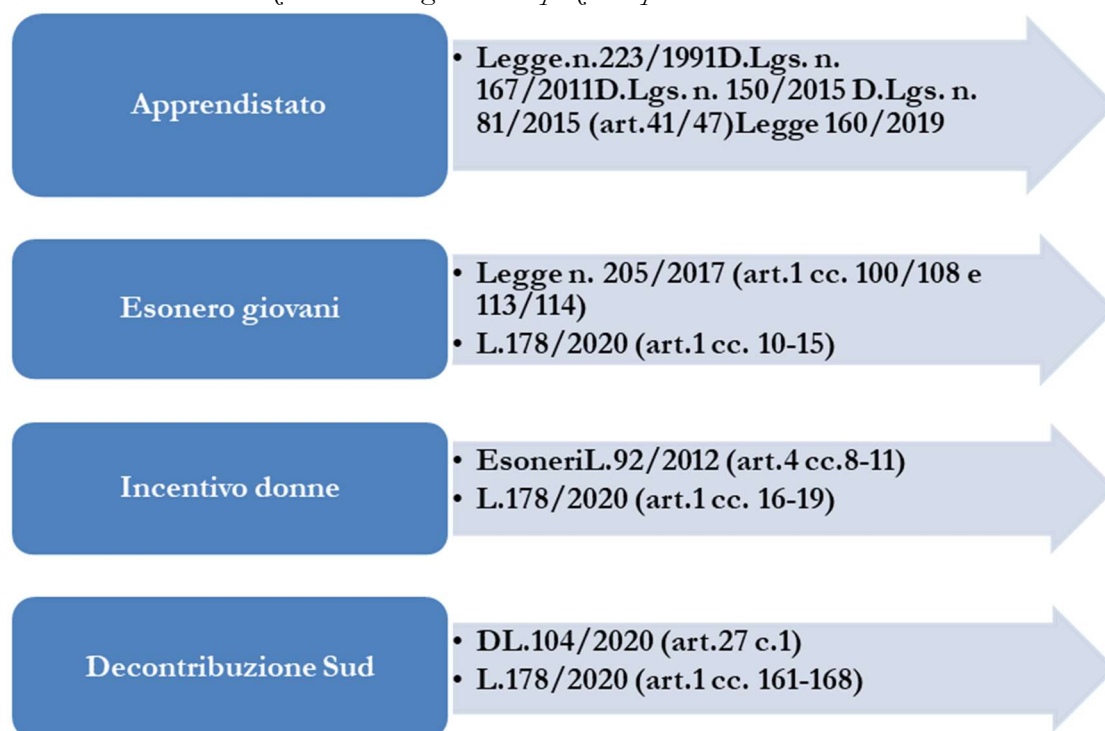 Apprendistato
• Legge.n.223/1991D.Lgs. n.
167/2011D.Lgs. n. 150/2015 D.Lgs. n.
81/2015 (art.41/47)Legge 160/2019
Esonero giovani
• Legge n. 205/2017 (art.1 cc. 100/108 e
113/114)
• L.178/2020 (art.1 cc. 10-15)
Incentivo donne
• EsoneriL.92/2012 (art.4 cc.8-11)
• L.178/2020 (art.1 cc. 16-19)
Decontribuzione Sud
• DL.104/2020 (art.27 c.1)
• L.178/2020 (art.1 cc. 161-168)